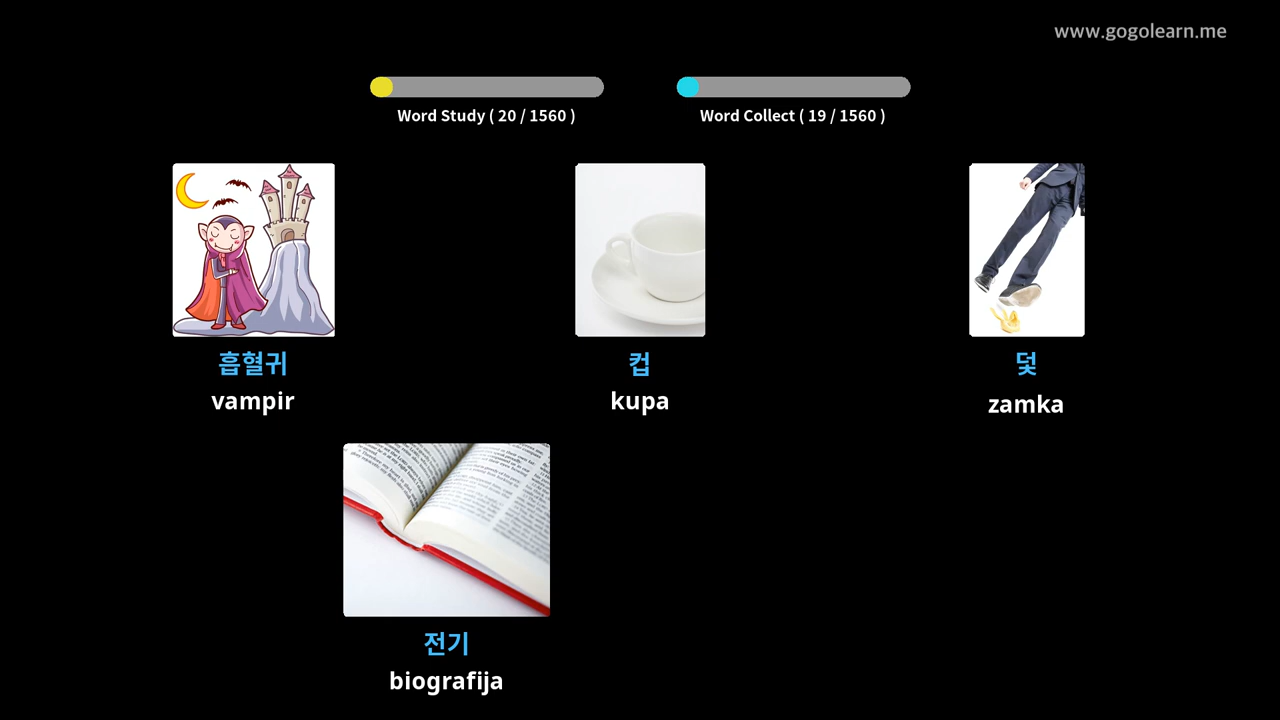 www.gogolearn.me
Word Study ( 20 / 1560 )
Word Collect ( 19 / 1560 )
흡혈귀
vampir
컵
kupa
덫
zamka
전기
biografija